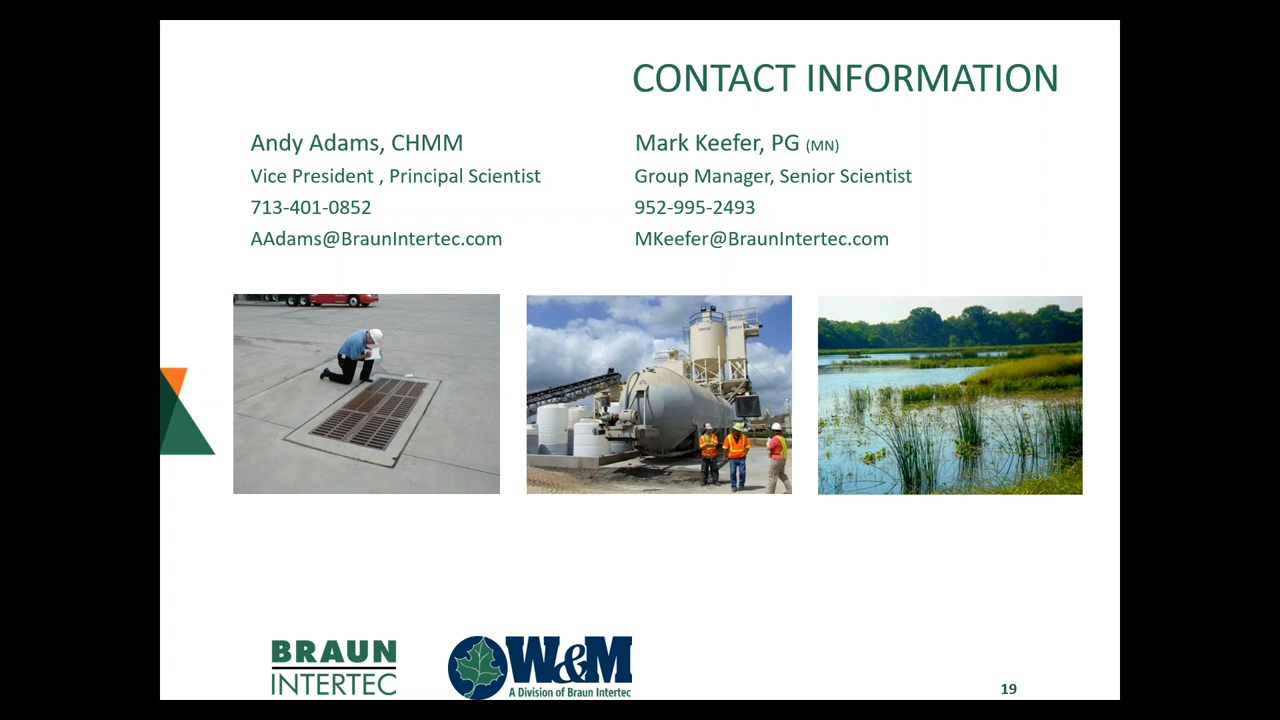 CONTACT INFORMATION
Andy Adams, CHMM
Vice President , Principal Scientist
713-401-0852
AAdams@BraunIntertec.com
Mark Keefer, PG (MN)
Group Manager, Senior Scientist
952-995-2493
MKeefer@BraunIntertec.com
BRAUN
INTERTEC
W&M
A Division of Braun Intertec
19